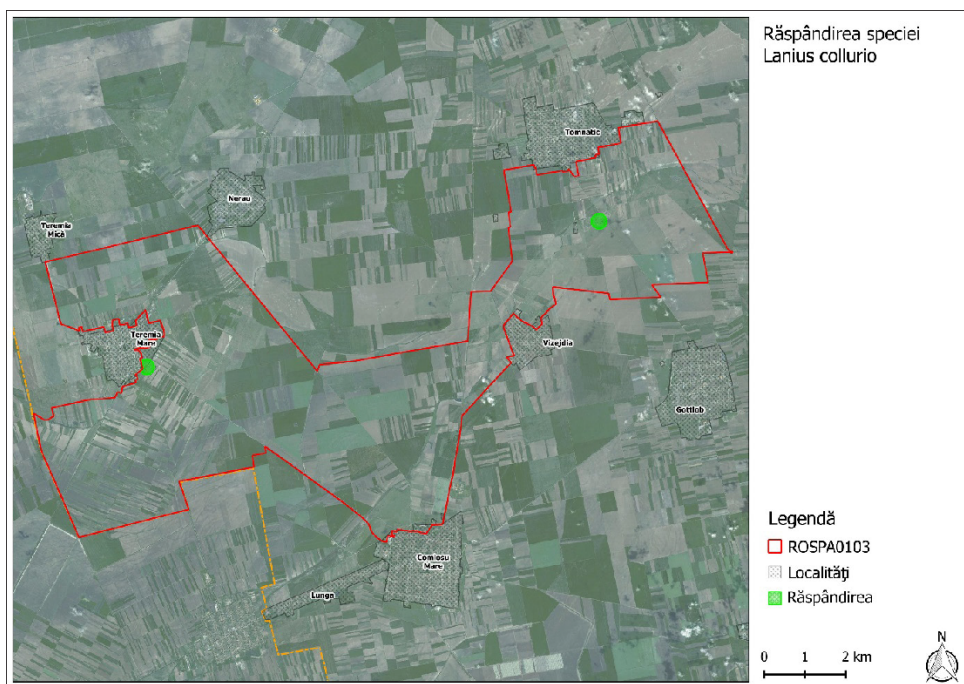 Răspândirea speciei
Lanius collurio
Tomnatic
Nerau
Teremia
Mică
Teremia
Mare
Vizejdia
Gottlob
Comlosu
Mare
Lunga
Legendă
ROSPA0103
Localități
Răspândirea
0 1 2 km
N